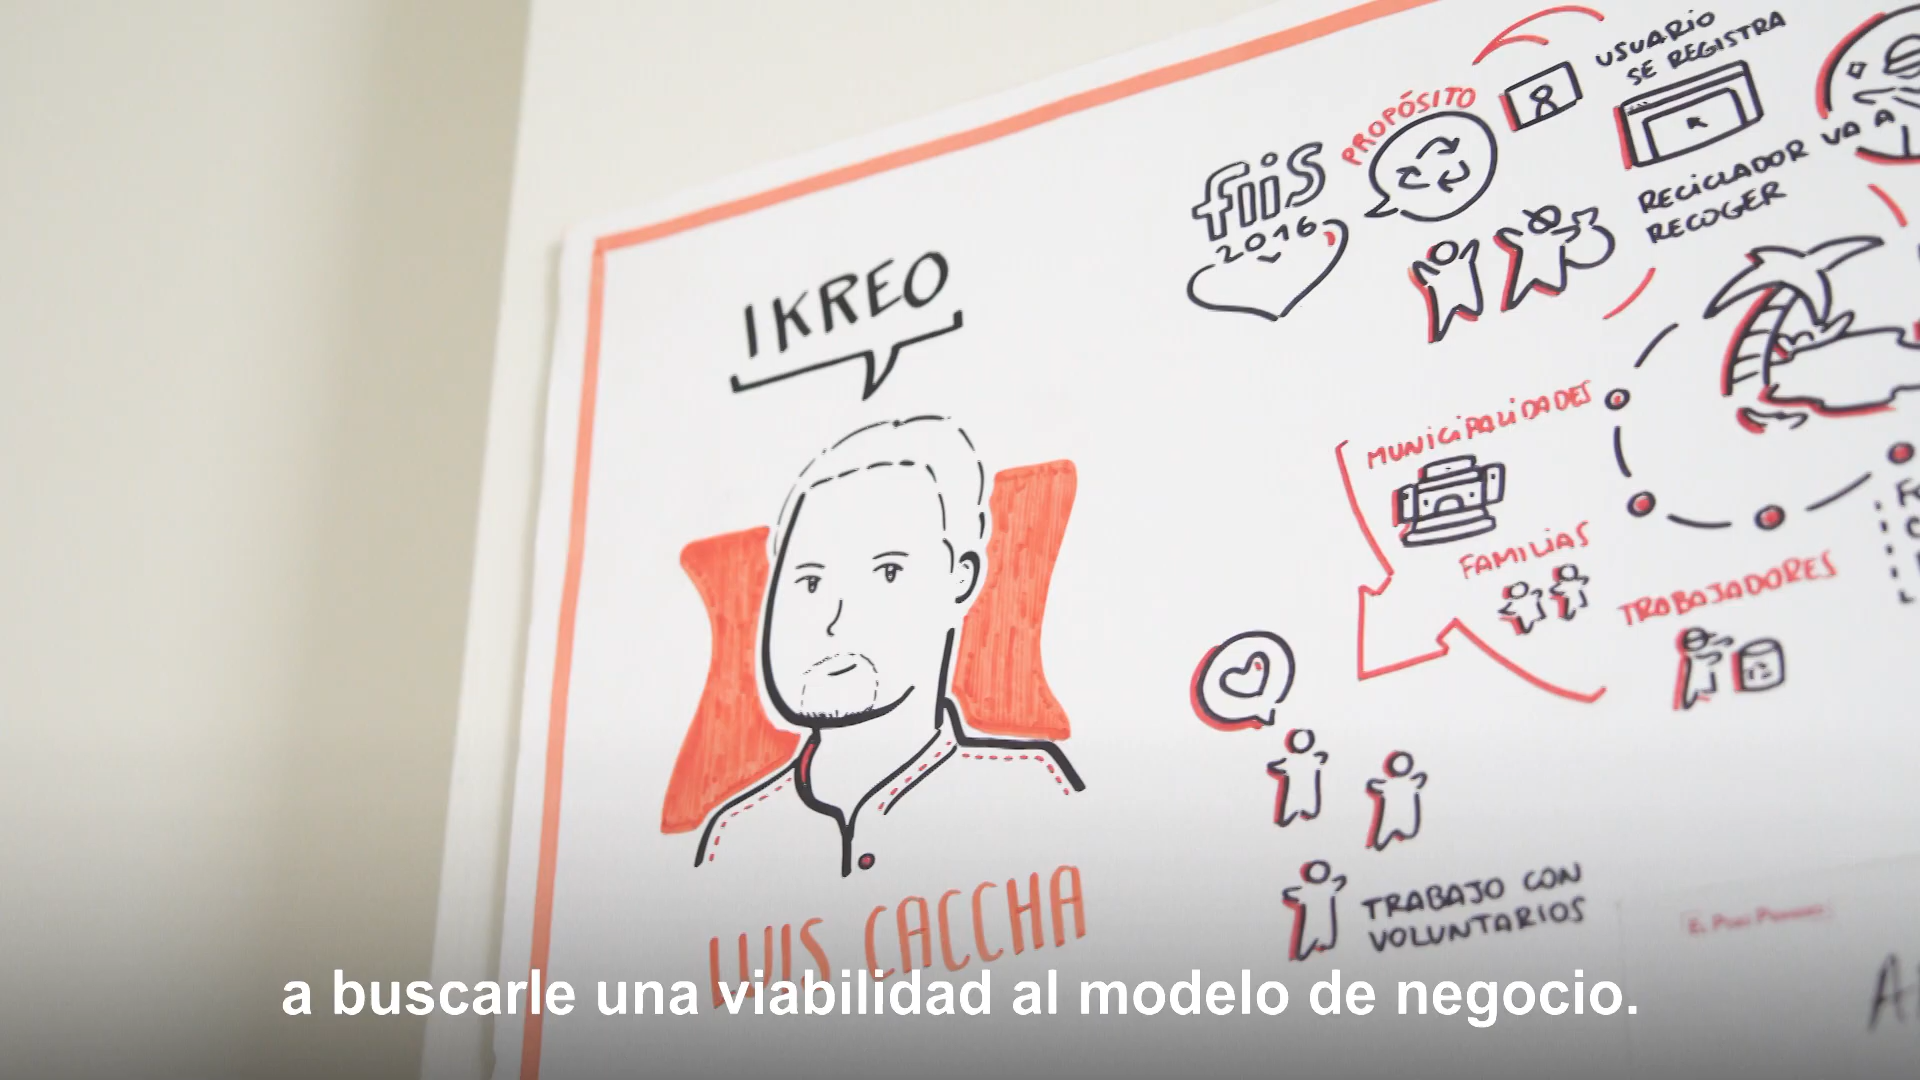 IKREO
LUIS CACCHA
fiis
2016
PROPÓSITO
USUARIO
SE REGISTRA
RECICLADOR VA A
RECOGER
MUNICIPALIDADES
FAMILIAS
TRABAJADORES
TRABAJO CON
VOLUNTARIOS
a buscarle una viabilidad al modelo de negocio.